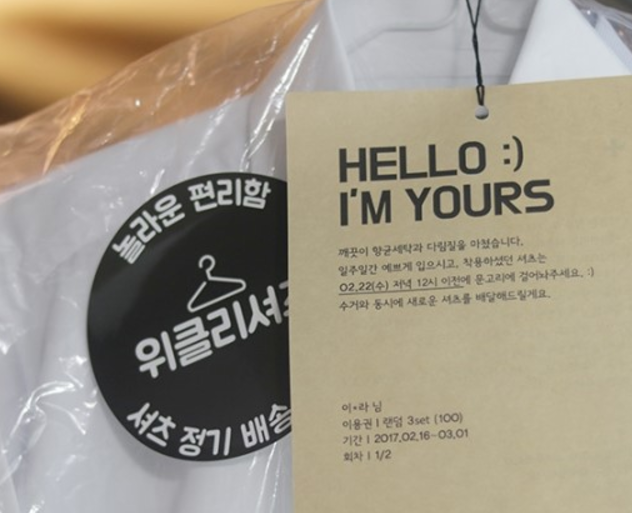 놀라운 편리함
위클리셔
셔츠 정기 배송
HELLO :)
I'M YOURS
깨끗이 향균세탁과 다림질을 마쳤습니다.
일주일간 예쁘게 입으시고, 착용하셨던 셔츠는
02.22(수) 저녁 12시 이전에 문고리에 걸어놔주세요. :)
수거와 동시에 새로운 셔츠를 배달해드릴게요.
이*라 님
이용권 | 랜덤 3set (100)
기간 | 2017.02.16~03.01
회차 | 1/2